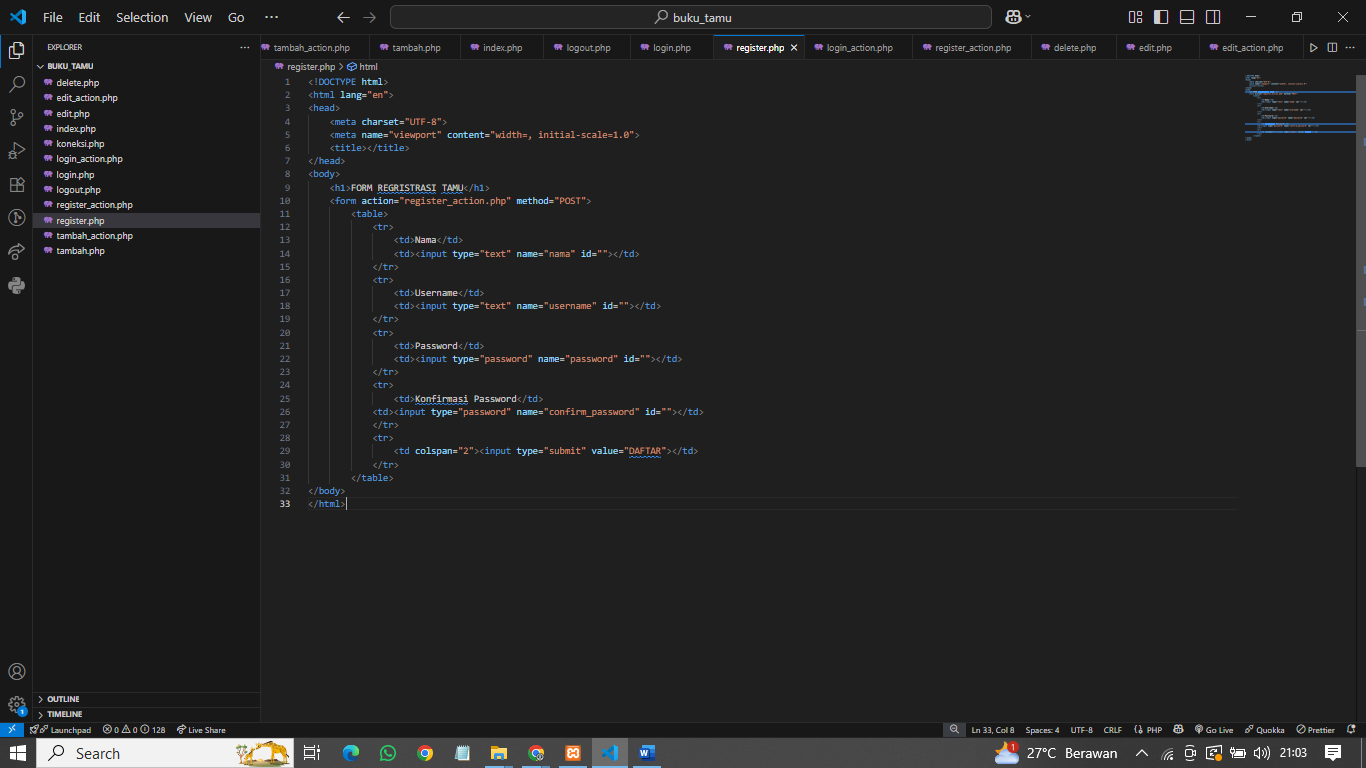 File Edit Selection View Go ··· buku_tamu
EXPLORER ···
BUKU_TAMU
delete.php
edit_action.php
edit.php
index.php
koneksi.php
login_action.php
login.php
logout.php
register_action.php
register.php
tambah_action.php
tambah.php
OUTLINE
TIMELINE
tambah_action.php tambah.php index.php logout.php login.php register.php login_action.php register_action.php delete.php edit.php edit_action.php
register.php > html
1 <!DOCTYPE html>
2 <html lang="en">
3 <head>
4 <meta charset="UTF-8">
5 <meta name="viewport" content="width=, initial-scale=1.0">
6 <title></title>
7 </head>
8 <body>
9 <h1>FORM REGRISTRASI TAMU</h1>
10 <form action="register_action.php" method="POST">
11 <table>
12 <tr>
13 <td>Nama</td>
14 <td><input type="text" name="nama" id=""></td>
15 </tr>
16 <tr>
17 <td>Username</td>
18 <td><input type="text" name="username" id=""></td>
19 </tr>
20 <tr>
21 <td>Password</td>
22 <td><input type="password" name="password" id=""></td>
23 </tr>
24 <tr>
25 <td>Konfirmasi Password</td>
26 <td><input type="password" name="confirm_password" id=""></td>
27 </tr>
28 <tr>
29 <td colspan="2"><input type="submit" value="DAFTAR"></td>
30 </tr>
31 </table>
32 </body>
33 </html>
1
Launchpad 0 0 128 Live Share Ln 33, Col 8 Spaces: 4 UTF-8 CRLF PHP Go Live Quokka Prettier
Search 1 27°C Berawan 21:03